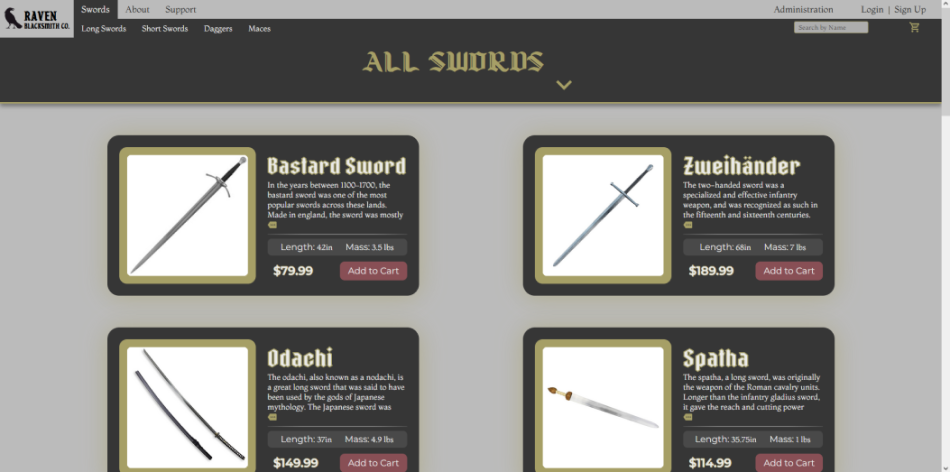 RAVEN
BLACKSMITH CO.
Swords About Support Administration Login | Sign Up
Long Swords Short Swords Daggers Maces Search by Name
ALL SWORDS
Bastard Sword
In the years between 1100-1700, the
bastard sword was one of the most
popular swords across these lands.
Made in england, the sword was mostly
Length: 42in Mass: 3.5 lbs
$79.99 Add to Cart
Zweihänder
The two-handed sword was a
specialized and effective infantry
weapon, and was recognized as such in
the fifteenth and sixteenth centuries.
Length: 68in Mass: 7 lbs
$189.99 Add to Cart
Odachi
The odachi, also known as a nodachi, is
a great long sword that was said to have
been used by the gods of Japanese
mythology. The Japanese sword was
Length: 37in Mass: 4.9 lbs
$149.99 Add to Cart
Spatha
The spatha, a long sword, was originally
the weapon of the Roman cavalry units.
Longer than the infantry gladius sword,
it gave the reach and cutting power
Length: 35.75in Mass: 1 lbs
$114.99 Add to Cart